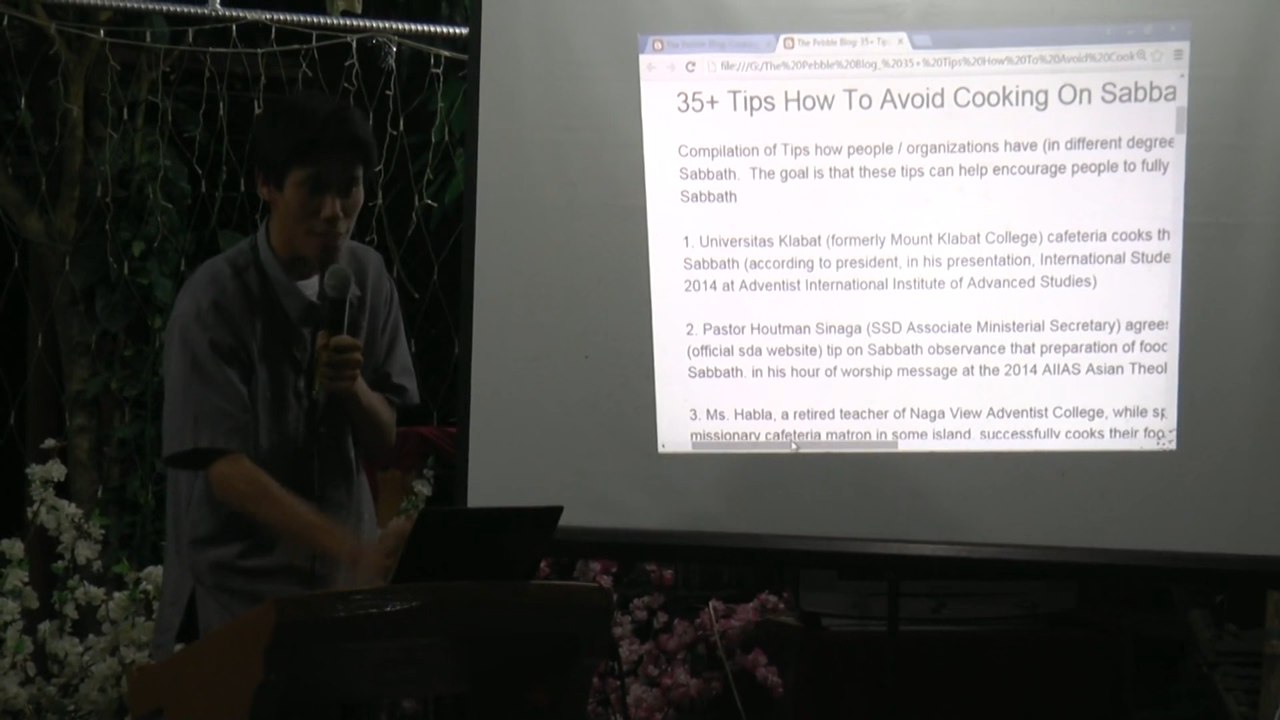 The Pebble Blog: 35+ Tip
file:///G:/The%20Pebble%20Blog_%2035+%20Tips%20How%20To%20Avoid%20Cook
35+ Tips How To Avoid Cooking On Sabba
Compilation of Tips how people / organizations have (in different degree
Sabbath. The goal is that these tips can help encourage people to fully
Sabbath
1. Universitas Klabat (formerly Mount Klabat College) cafeteria cooks th
Sabbath (according to president, in his presentation, International Stude
2014 at Adventist International Institute of Advanced Studies)
2. Pastor Houtman Sinaga (SSD Associate Ministerial Secretary) agrees
(official sda website) tip on Sabbath observance that preparation of food
Sabbath. in his hour of worship message at the 2014 AIIAS Asian Theol
3. Ms. Habla, a retired teacher of Naga View Adventist College, while sp
missionary cafeteria matron in some island, successfully cooks their foo